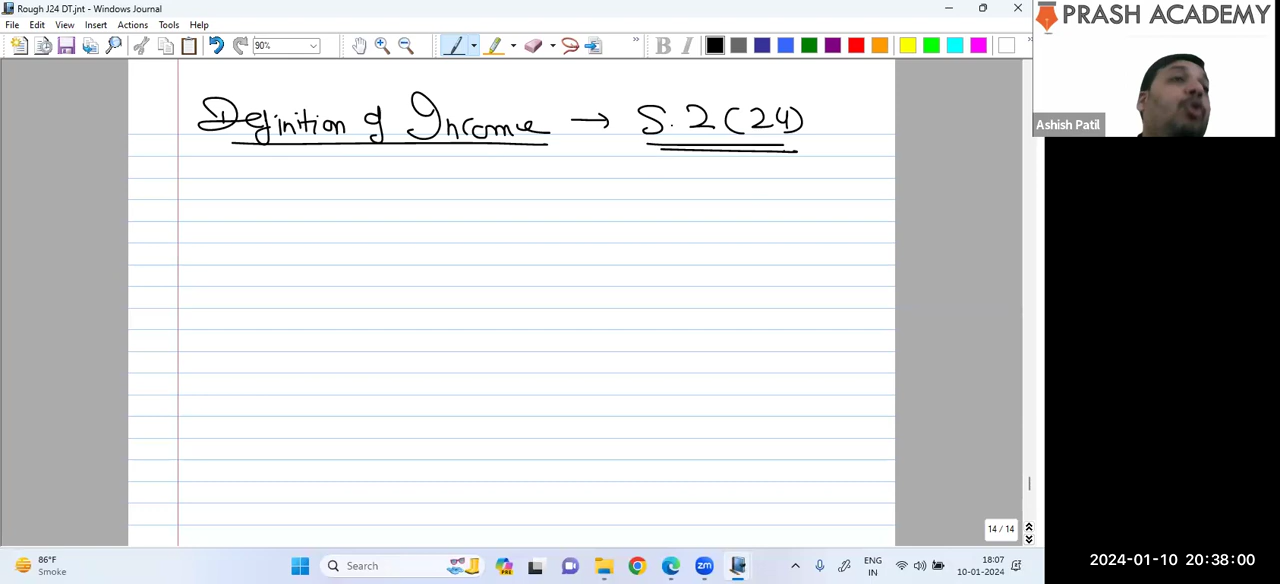 Rough J24 DT.jnt - Windows Journal
File Edit View Insert Actions Tools Help
90%
B I
PRASH ACADEMY
Ashish Patil
Definition of Income → S. 2(24)
14 / 14
86°F
Smoke
Search
PRE
zm
ENG
IN
18:07
10-01-2024
2024-01-10 20:38:00